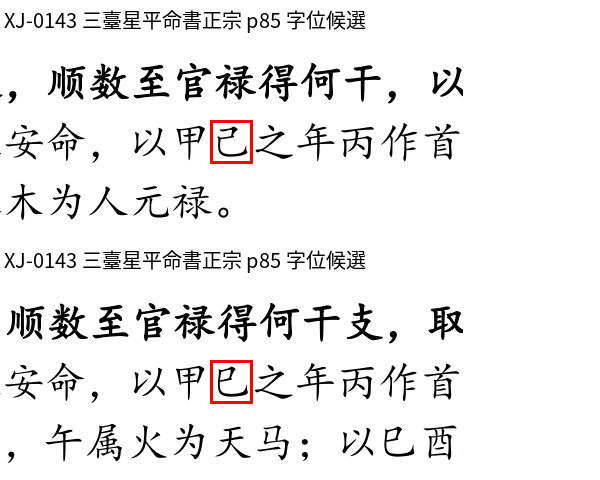 XJ-0143 三臺星平命書正宗 p85 字位候選
，顺数至官禄得何干，以
安命，以甲己之年丙作首
木为人元禄。
XJ-0143 三臺星平命書正宗 p85 字位候選
顺数至官禄得何干支，取
安命，以甲巳之年丙作首
，午属火为天马；以巳酉